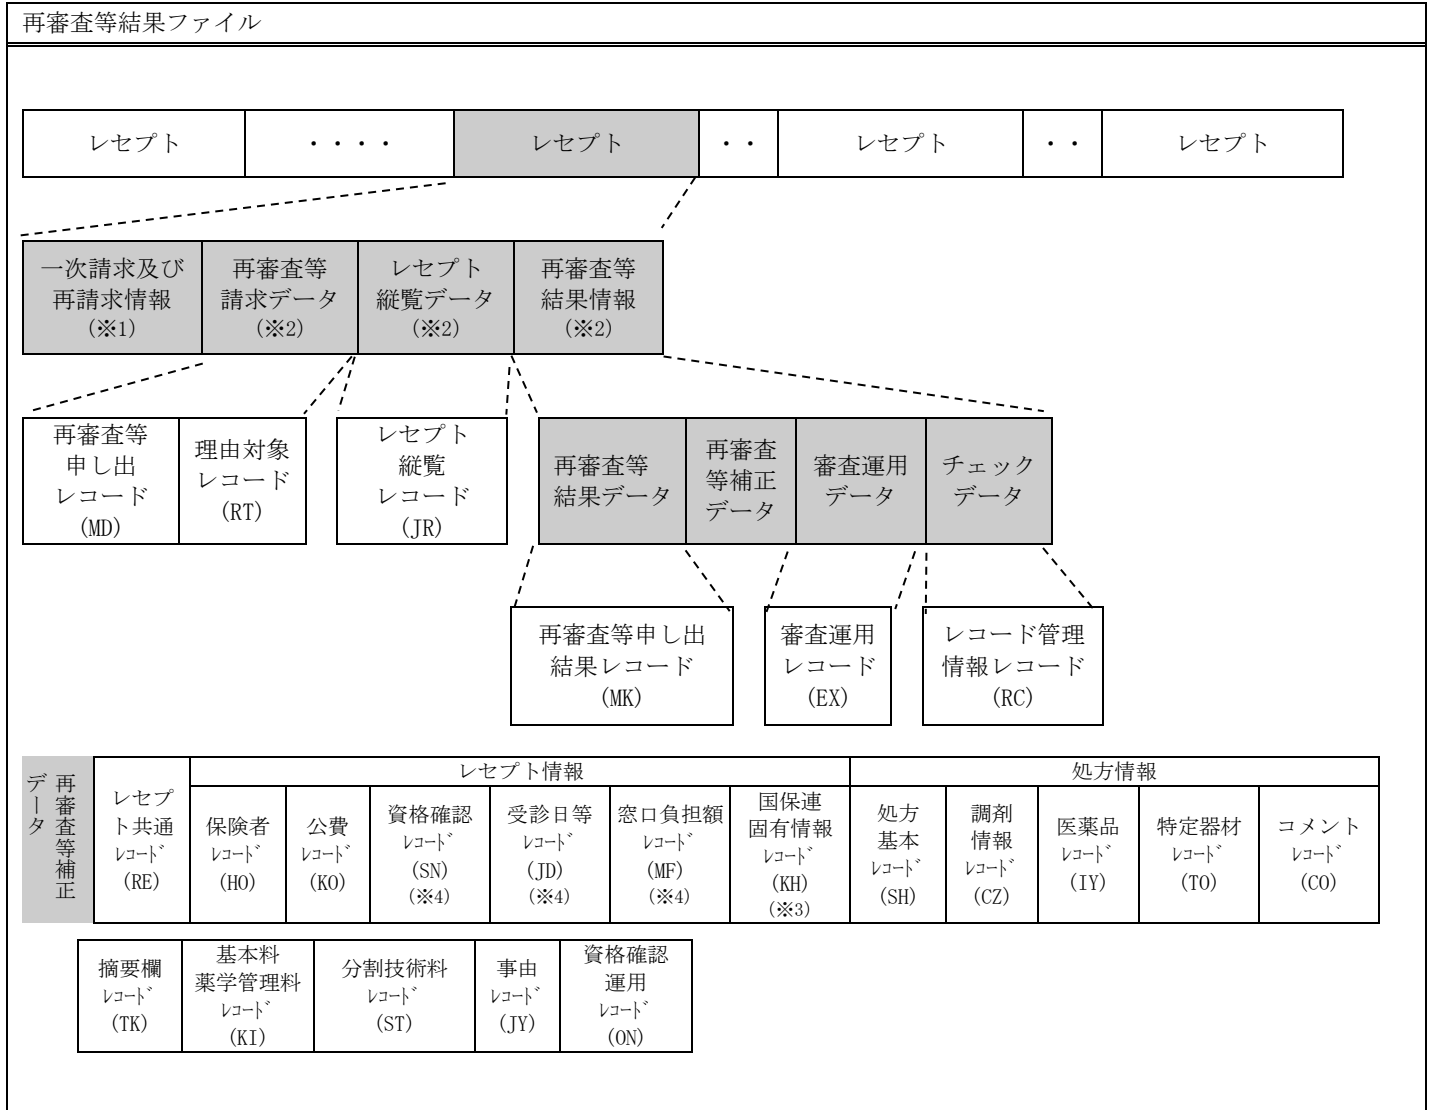 再審査等結果ファイル
レセプト
・・・・
レセプト
・・
レセプト
・・
レセプト
一次請求及び
再請求情報
(※1)
再審査等
請求データ
(※2)
レセプト
縦覧データ
(※2)
再審査等
結果情報
(※2)
再審査等
申し出
レコード
(MD)
理由対象
レコード
(RT)
レセプト
縦覧
レコード
(JR)
再審査等
結果データ
再審査
等補正
データ
審査運用
データ
チェック
データ
再審査等申し出
結果レコード
(MK)
審査運用
レコード
(EX)
レコード管理
情報レコード
(RC)
再審査等補正
データ
レセプ
ト共通
ﾚｺｰﾄﾞ
(RE)
レセプト情報
保険者
ﾚｺｰﾄﾞ
(HO)
公費
ﾚｺｰﾄﾞ
(KO)
資格確認
ﾚｺｰﾄﾞ
(SN)
(※4)
受診日等
ﾚｺｰﾄﾞ
(JD)
(※4)
窓口負担額
ﾚｺｰﾄﾞ
(MF)
(※4)
国保連
固有情報
ﾚｺｰﾄﾞ
(KH)
(※3)
処方情報
処方
基本
ﾚｺｰﾄﾞ
(SH)
調剤
情報
ﾚｺｰﾄﾞ
(CZ)
医薬品
ﾚｺｰﾄﾞ
(IY)
特定器材
ﾚｺｰﾄﾞ
(TO)
コメント
ﾚｺｰﾄﾞ
(CO)
摘要欄
ﾚｺｰﾄﾞ
(TK)
基本料
薬学管理料
ﾚｺｰﾄﾞ
(KI)
分割技術料
ﾚｺｰﾄﾞ
(ST)
事由
ﾚｺｰﾄﾞ
(JY)
資格確認
運用
ﾚｺｰﾄﾞ
(ON)